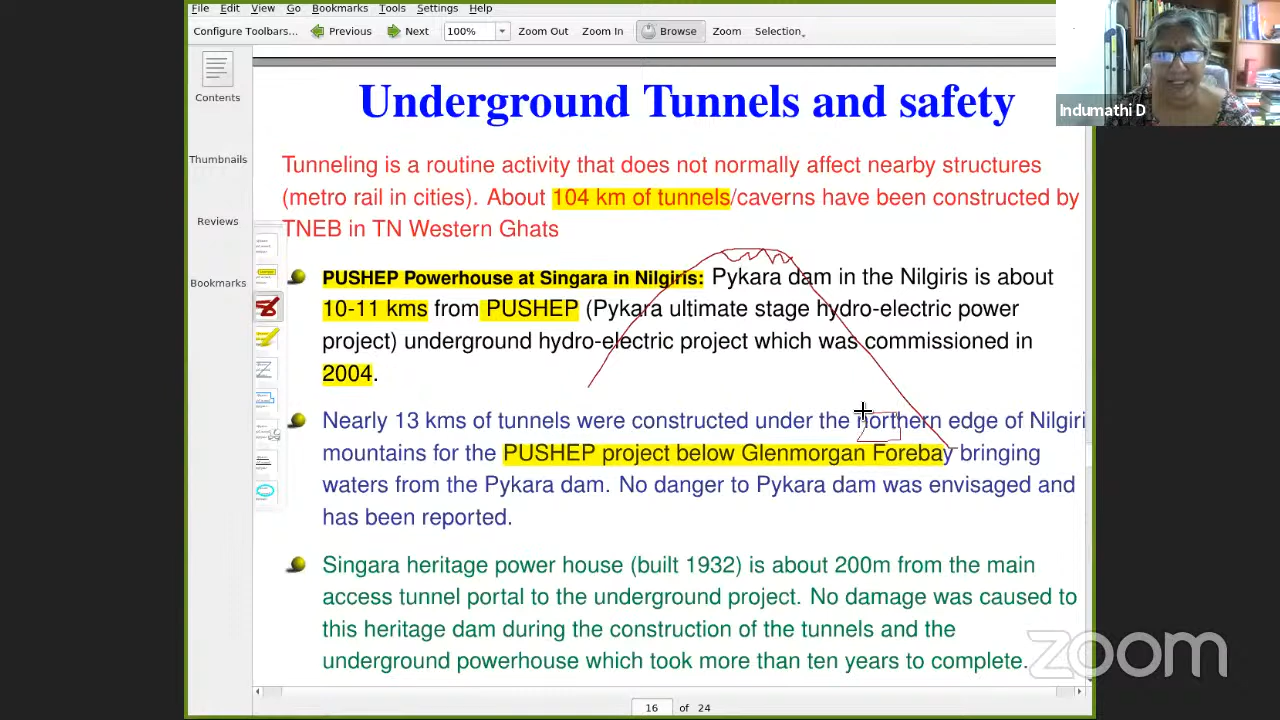 File Edit View Go Bookmarks Tools Settings Help
Configure Toolbars... Previous Next 100% Zoom Out Zoom In Browse Zoom Selection
Indumathi D
Contents
Thumbnails
Reviews
Bookmarks
Underground Tunnels and safety
Tunneling is a routine activity that does not normally affect nearby structures
(metro rail in cities). About 104 km of tunnels/caverns have been constructed by
TNEB in TN Western Ghats
PUSHEP Powerhouse at Singara in Nilgiris: Pykara dam in the Nilgiris is about
10-11 kms from PUSHEP (Pykara ultimate stage hydro-electric power
project) underground hydro-electric project which was commissioned in
2004.
Nearly 13 kms of tunnels were constructed under the northern edge of Nilgiri
mountains for the PUSHEP project below Glenmorgan Forebay bringing
waters from the Pykara dam. No danger to Pykara dam was envisaged and
has been reported.
Singara heritage power house (built 1932) is about 200m from the main
access tunnel portal to the underground project. No damage was caused to
this heritage dam during the construction of the tunnels and the
underground powerhouse which took more than ten years to complete.
zoom
16 of 24